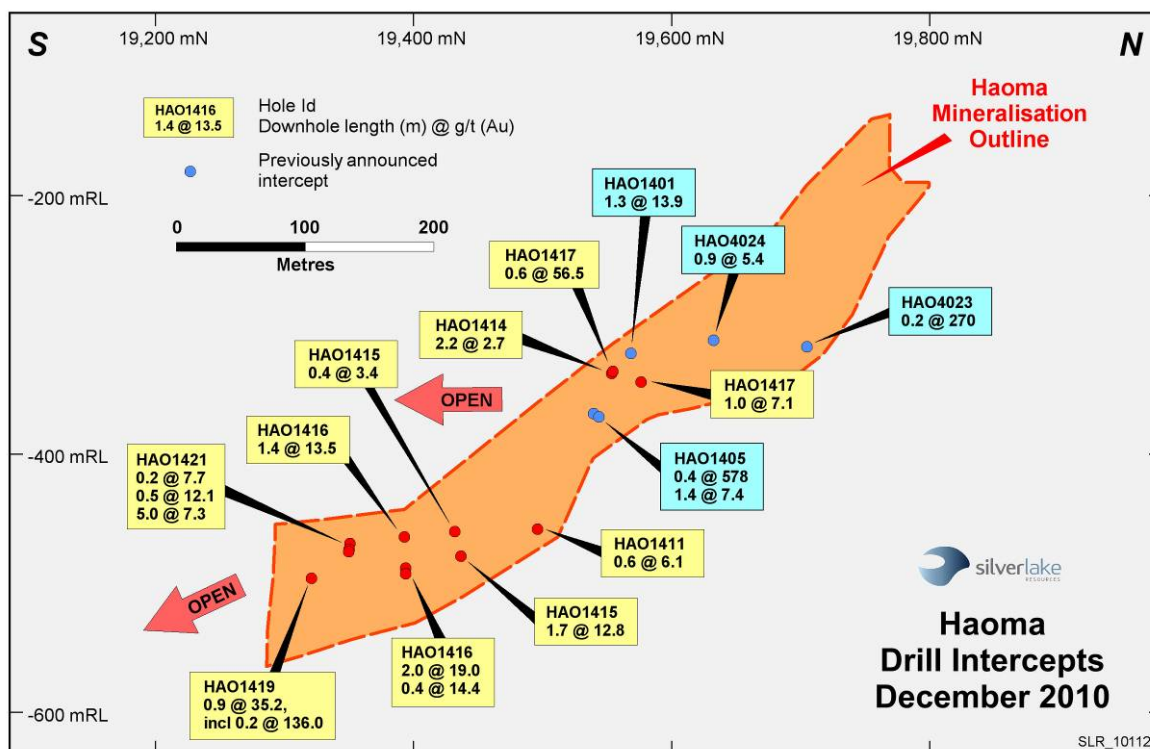 S
19,200 mN
19,400 mN
19,600 mN
19,800 mN
N
HAO1416
1.4 @ 13.5
Hole Id
Downhole length (m) @ g/t (Au)
Previously announced
intercept
0
100
200
Metres
-200 mRL
-400 mRL
-600 mRL
Haoma
Mineralisation
Outline
HAO1401
1.3 @ 13.9
HAO4024
0.9 @ 5.4
HAO4023
0.2 @ 270
HAO1417
0.6 @ 56.5
HAO1414
2.2 @ 2.7
HAO1415
0.4 @ 3.4
OPEN
HAO1417
1.0 @ 7.1
HAO1416
1.4 @ 13.5
HAO1421
0.2 @ 7.7
0.5 @ 12.1
5.0 @ 7.3
HAO1405
0.4 @ 578
1.4 @ 7.4
HAO1411
0.6 @ 6.1
OPEN
HAO1415
1.7 @ 12.8
HAO1416
2.0 @ 19.0
0.4 @ 14.4
HAO1419
0.9 @ 35.2,
incl 0.2 @ 136.0
silverlake
RESOURCES
Haoma
Drill Intercepts
December 2010
SLR_10112